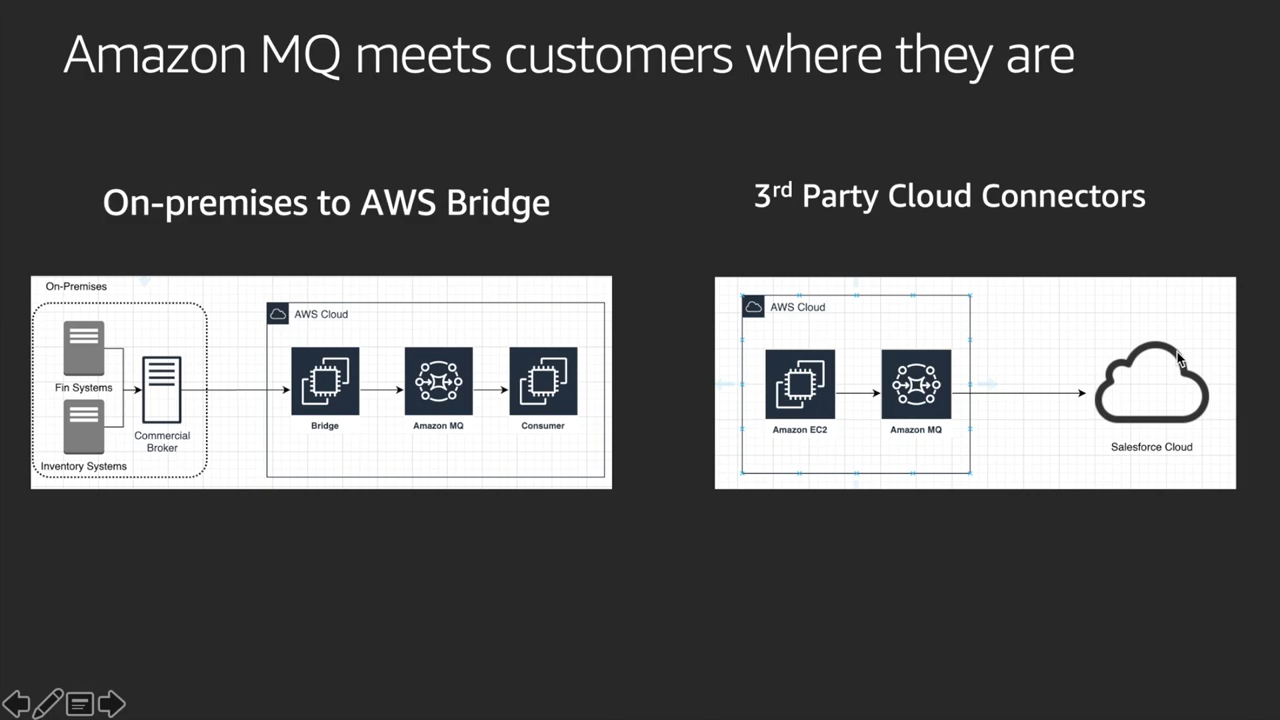 Amazon MQ meets customers where they are
On-premises to AWS Bridge
On-Premises
Fin Systems
Inventory Systems
Commercial
Broker
AWS Cloud
Bridge
Amazon MQ
Consumer
3rd Party Cloud Connectors
AWS Cloud
Amazon EC2
Amazon MQ
Salesforce Cloud